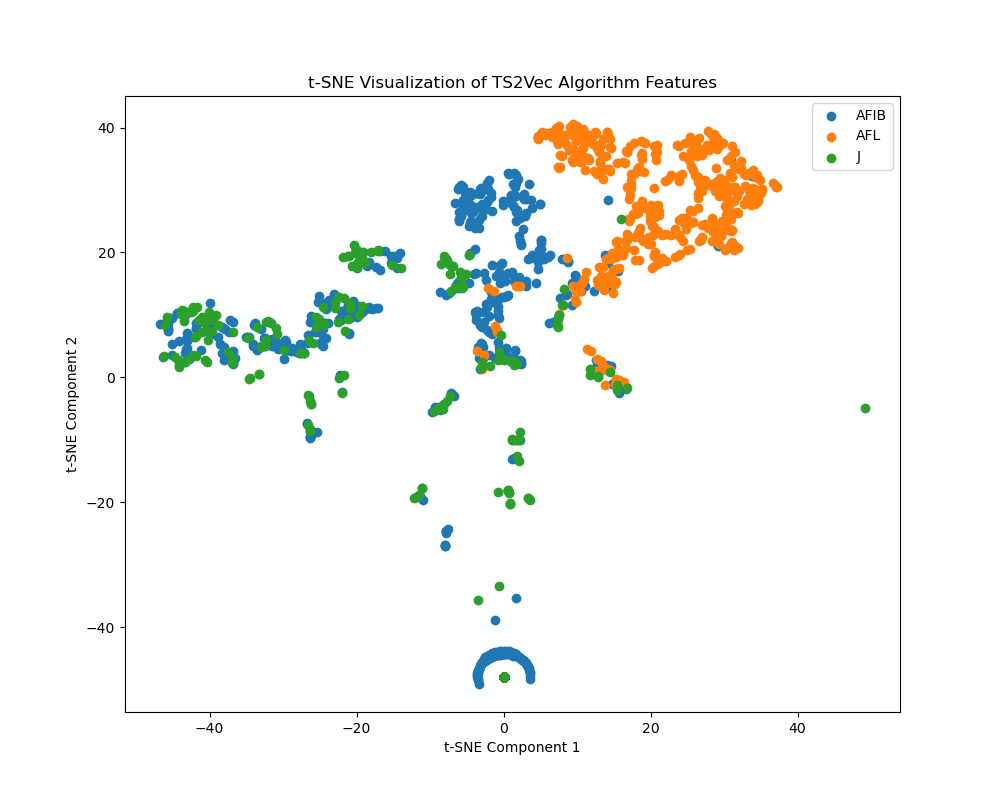 t-SNE Visualization of TS2Vec Algorithm Features
AFIB
AFL
J
40
20
0
−20
−40
t-SNE Component 2
−40
−20
0
20
40
t-SNE Component 1